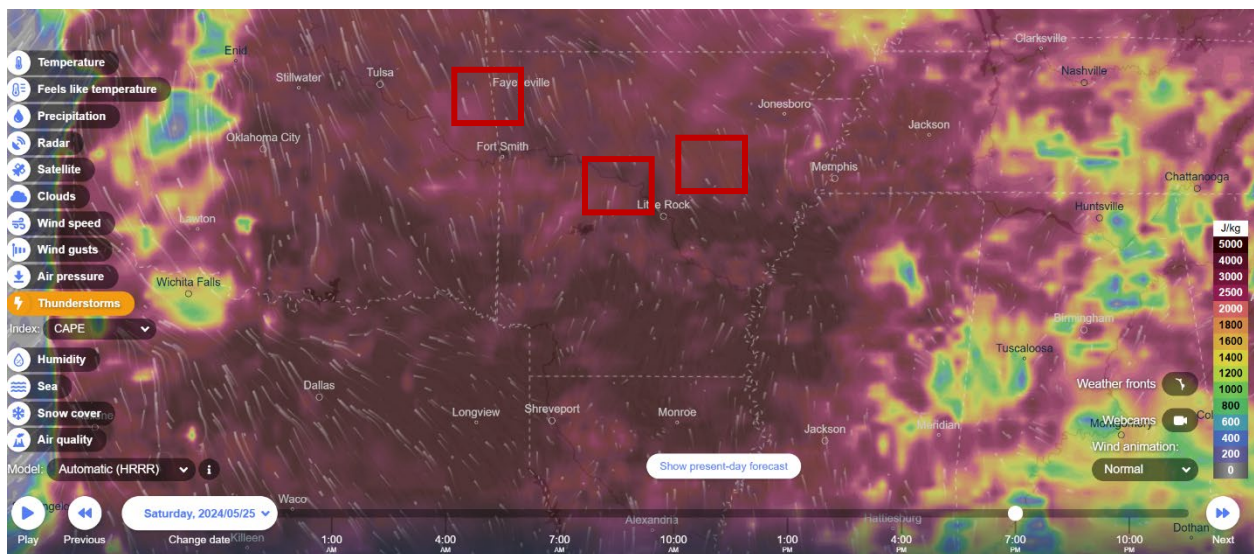 Temperature
Feels like temperature
Precipitation
Radar
Satellite
Clouds
Wind speed
Wind gusts
Air pressure
Thunderstorms
Index: CAPE
Humidity
Sea
Snow cover
Air quality
Model: Automatic (HRRR) i
Enid
Stillwater
Tulsa
Fayetteville
Oklahoma City
Fort Smith
Jonesboro
Clarksville
Nashville
Jackson
Memphis
Chattanooga
Huntsville
Lawton
Little Rock
Wichita Falls
Birmingham
Tuscaloosa
Dallas
Longview
Shreveport
Monroe
Jackson
Meridian
Waco
Killeen
Alexandria
Hattiesburg
Dothan
J/kg
5000
4000
3000
2500
2000
1800
1600
1400
1200
1000
800
600
400
200
0
Weather fronts
Webcams
Wind animation:
Normal
Show present-day forecast
Play
Previous
Saturday, 2024/05/25
Change date
1:00 AM
4:00 AM
7:00 AM
10:00 AM
1:00 PM
4:00 PM
7:00 PM
10:00 PM
Next